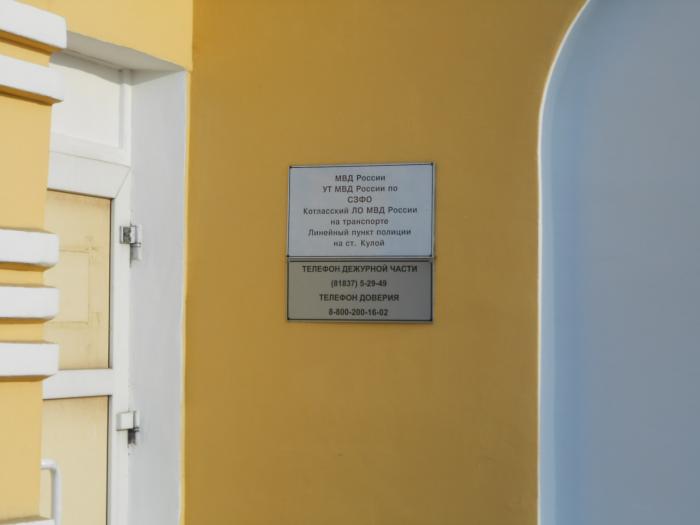 МВД России
УТ МВД России по
СЗФО
Котласский ЛО МВД России
на транспорте
Линейный пункт полиции
на ст. Кулой
ТЕЛЕФОН ДЕЖУРНОЙ ЧАСТИ
(81837) 5-29-49
ТЕЛЕФОН ДОВЕРИЯ
8-800-200-16-02